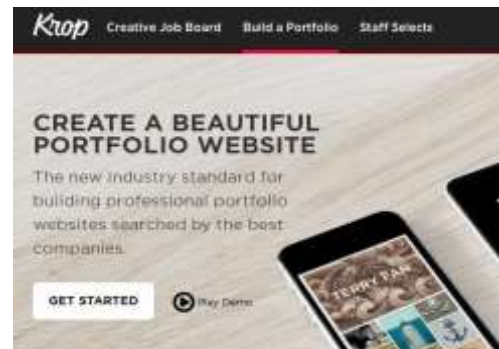 Krop Creative Job Board Build a Portfolio Staff Selects
CREATE A BEAUTIFUL
PORTFOLIO WEBSITE
The new industry standard for
building professional portfolio
websites searched by the best
companies.
GET STARTED Play Demo
TERRY FAN